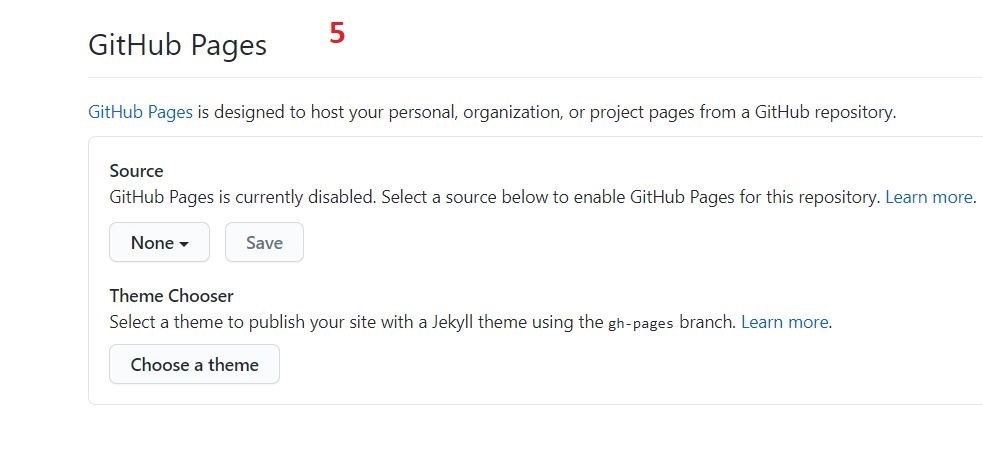 GitHub Pages 5
GitHub Pages is designed to host your personal, organization, or project pages from a GitHub repository.
Source
GitHub Pages is currently disabled. Select a source below to enable GitHub Pages for this repository. Learn more.
None Save
Theme Chooser
Select a theme to publish your site with a Jekyll theme using the gh-pages branch. Learn more.
Choose a theme